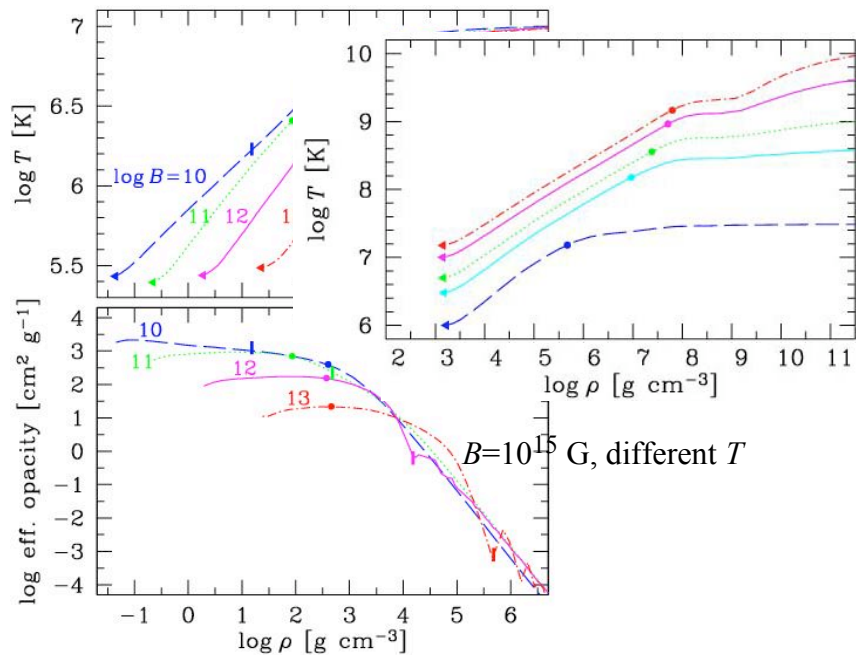 7
6.5
6
5.5
log T [K]
log B=10
11
12
1
10
9
8
7
6
log T [K]
2 3 4 5 6 7 8 9 10 11
log ρ [g cm⁻³]
4
3
2
1
0
−1
−2
−3
−4
log eff. opacity [cm² g⁻¹]
10
11
12
13
−1 0 1 2 3 4 5 6
log ρ [g cm⁻³]
B=10¹⁵ G, different T